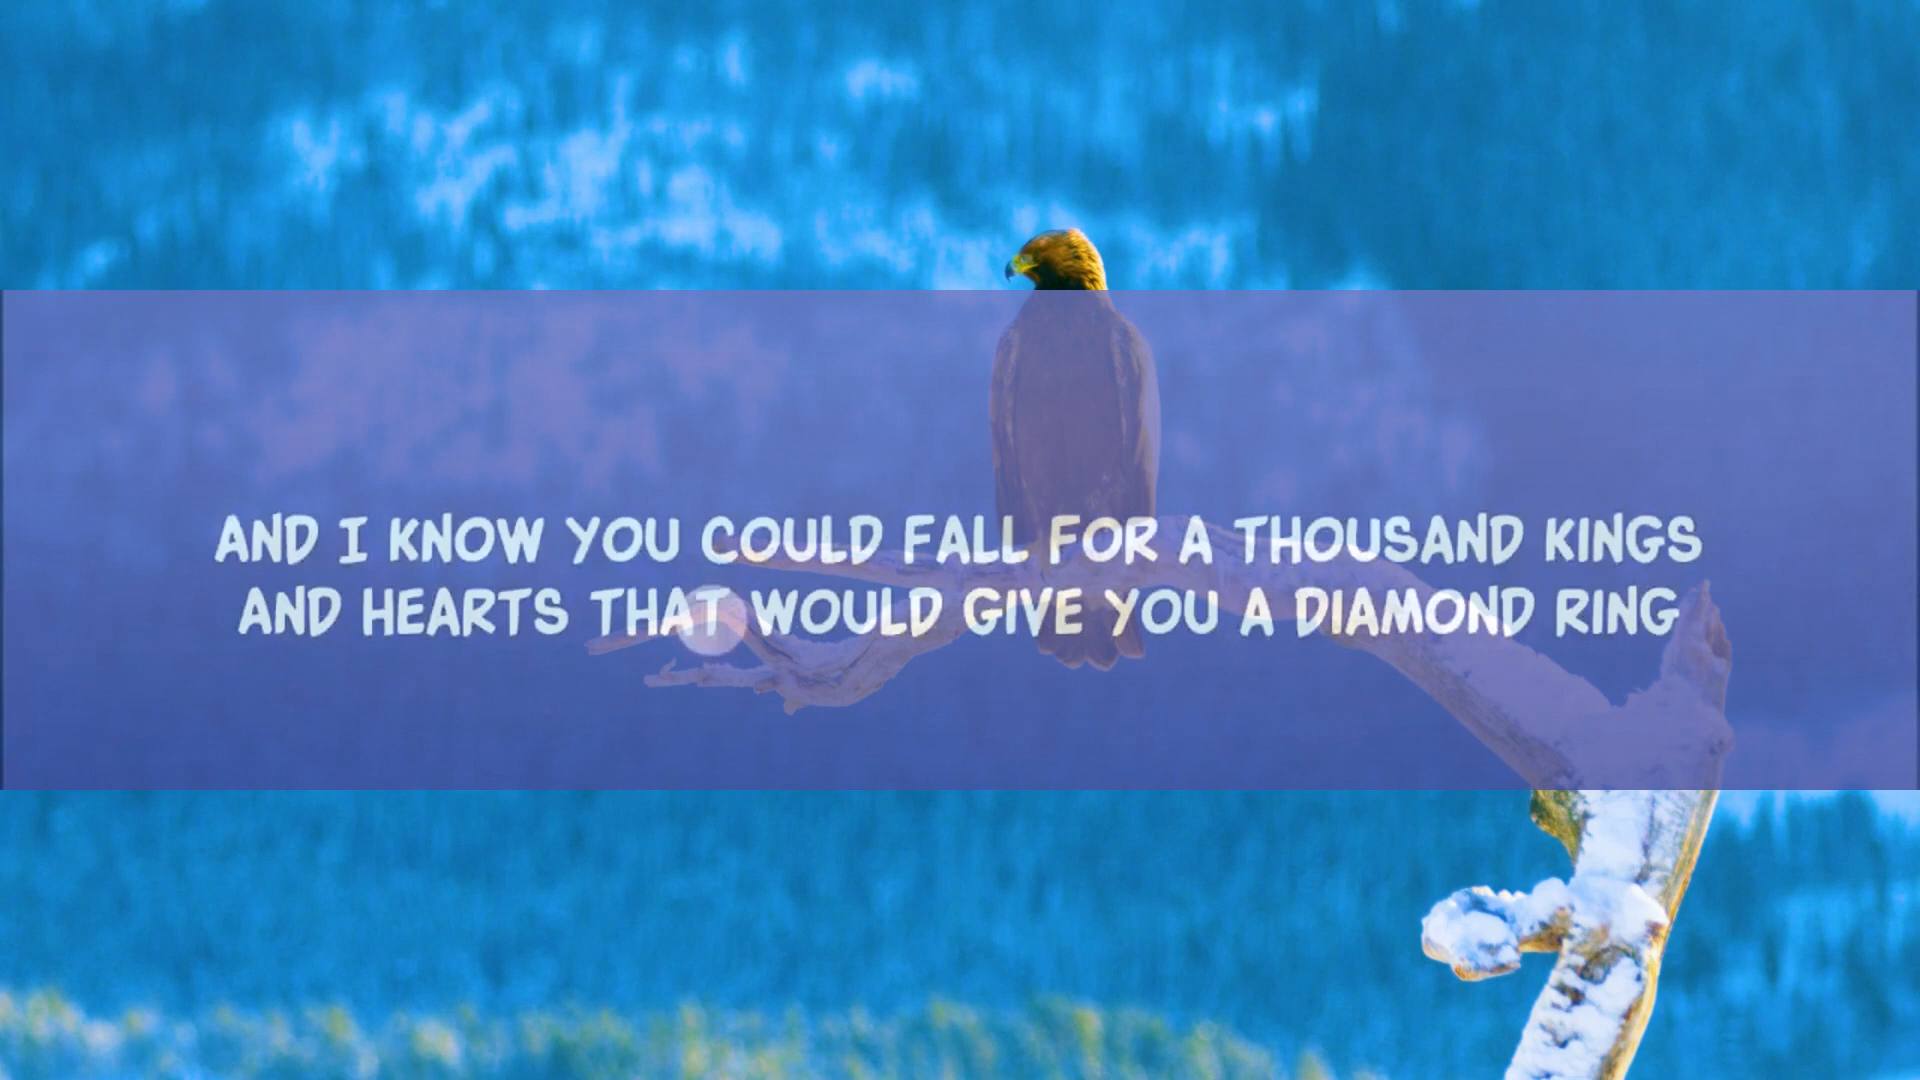 AND I KNOW YOU COULD FALL FOR A THOUSAND KINGS
AND HEARTS THAT WOULD GIVE YOU A DIAMOND RING